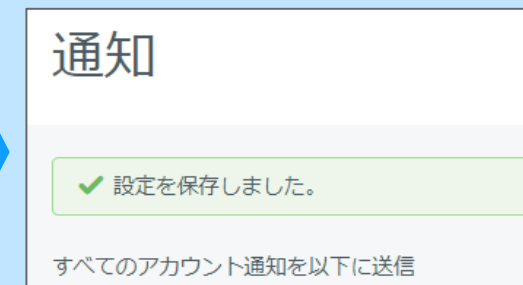 通知
設定を保存しました。
すべてのアカウント通知を以下に送信